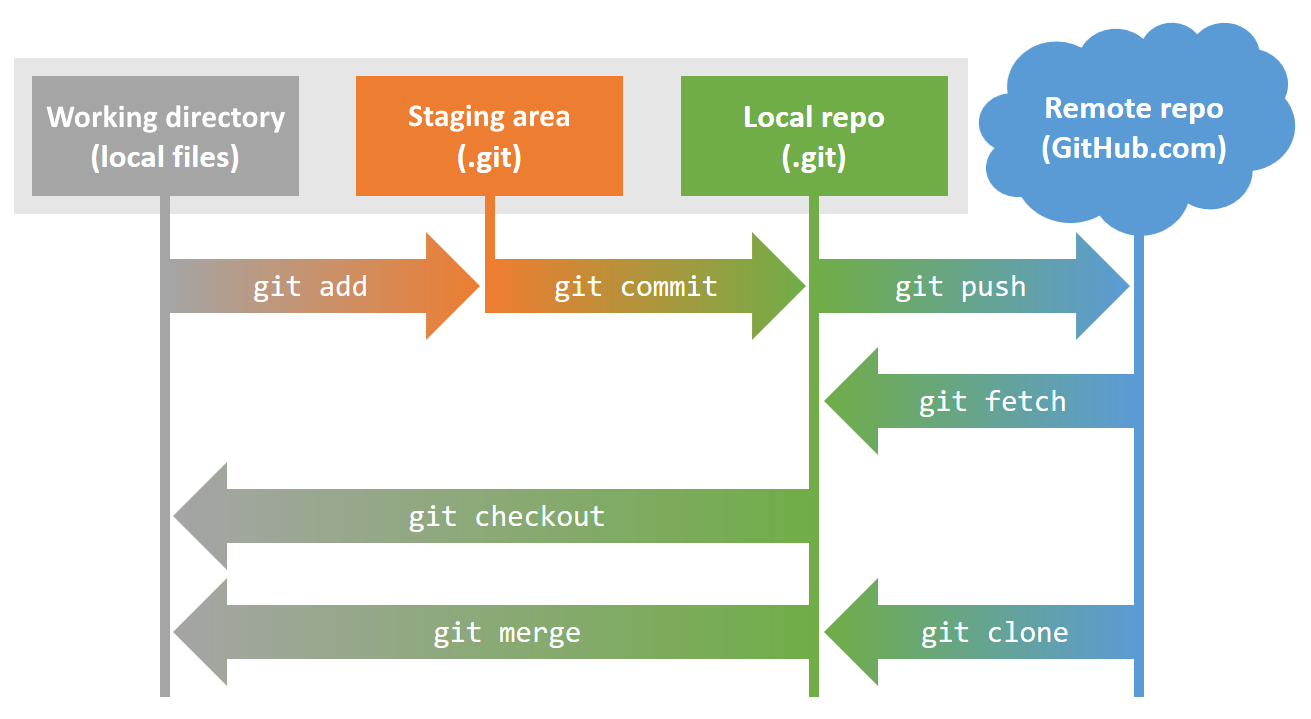 Working directory
(local files)
Staging area
(.git)
Local repo
(.git)
Remote repo
(GitHub.com)
git add
git commit
git push
git fetch
git checkout
git merge
git clone